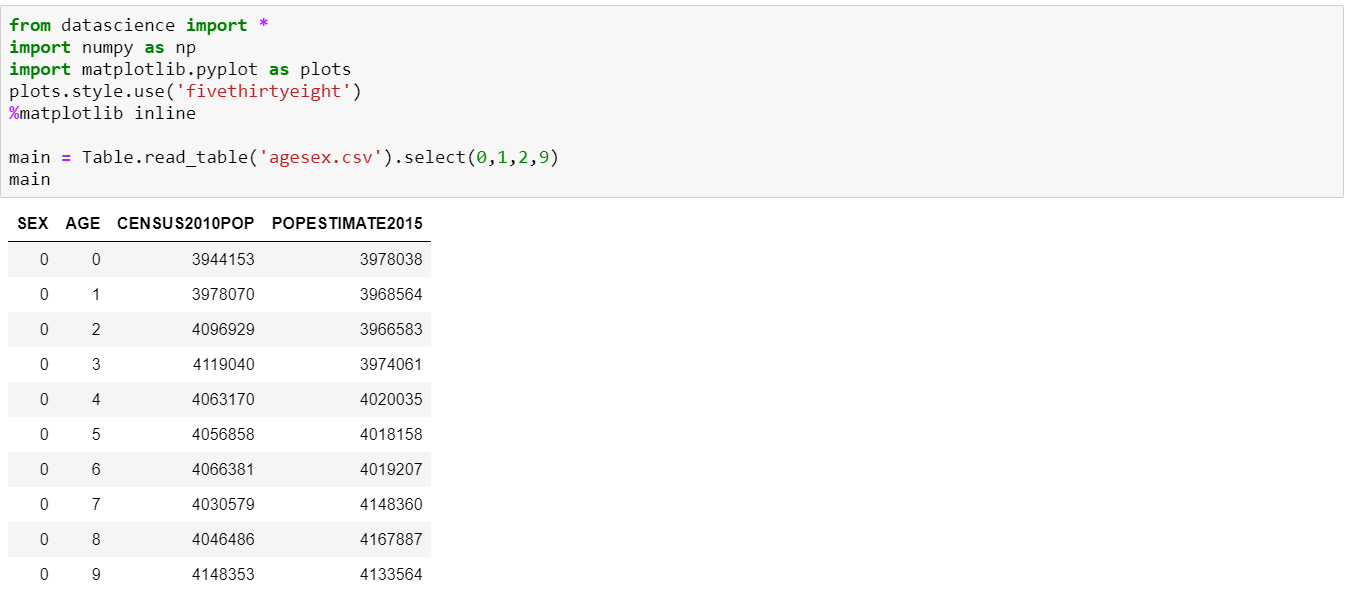 from datascience import *
import numpy as np
import matplotlib.pyplot as plots
plots.style.use('fivethirtyeight')
%matplotlib inline
main = Table.read_table('agesex.csv').select(0,1,2,9)
main
SEX AGE CENSUS2010POP POPESTIMATE2015
0 0 3944153 3978038
0 1 3978070 3968564
0 2 4096929 3966583
0 3 4119040 3974061
0 4 4063170 4020035
0 5 4056858 4018158
0 6 4066381 4019207
0 7 4030579 4148360
0 8 4046486 4167887
0 9 4148353 4133564